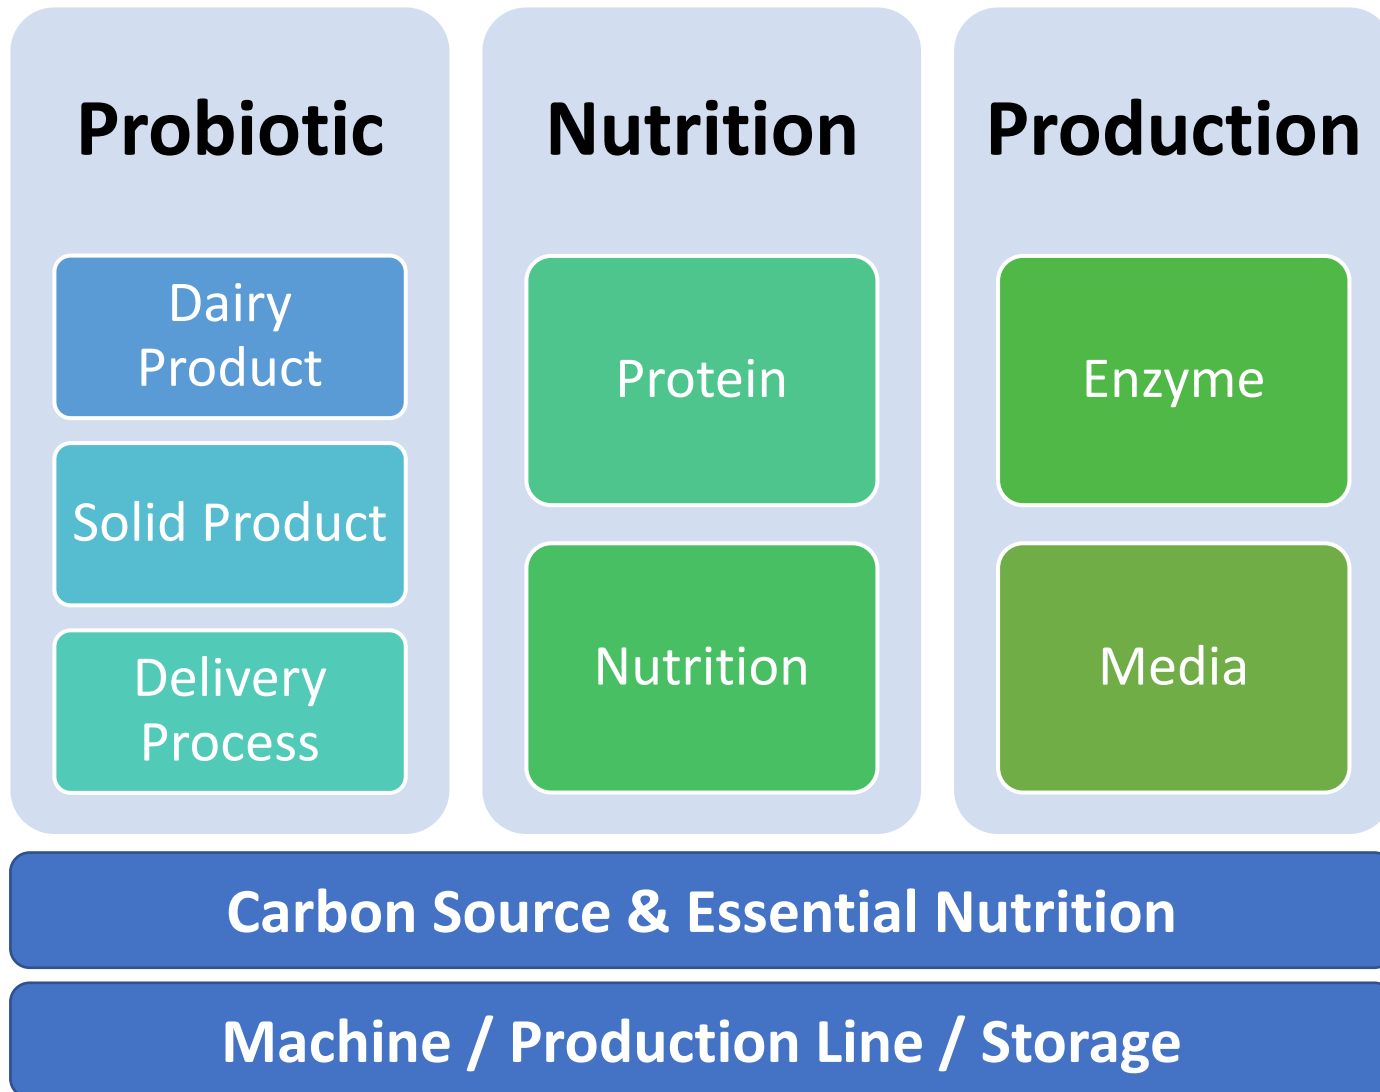 Probiotic
Dairy
Product
Solid Product
Delivery
Process
Nutrition
Protein
Nutrition
Production
Enzyme
Media
Carbon Source & Essential Nutrition
Machine / Production Line / Storage